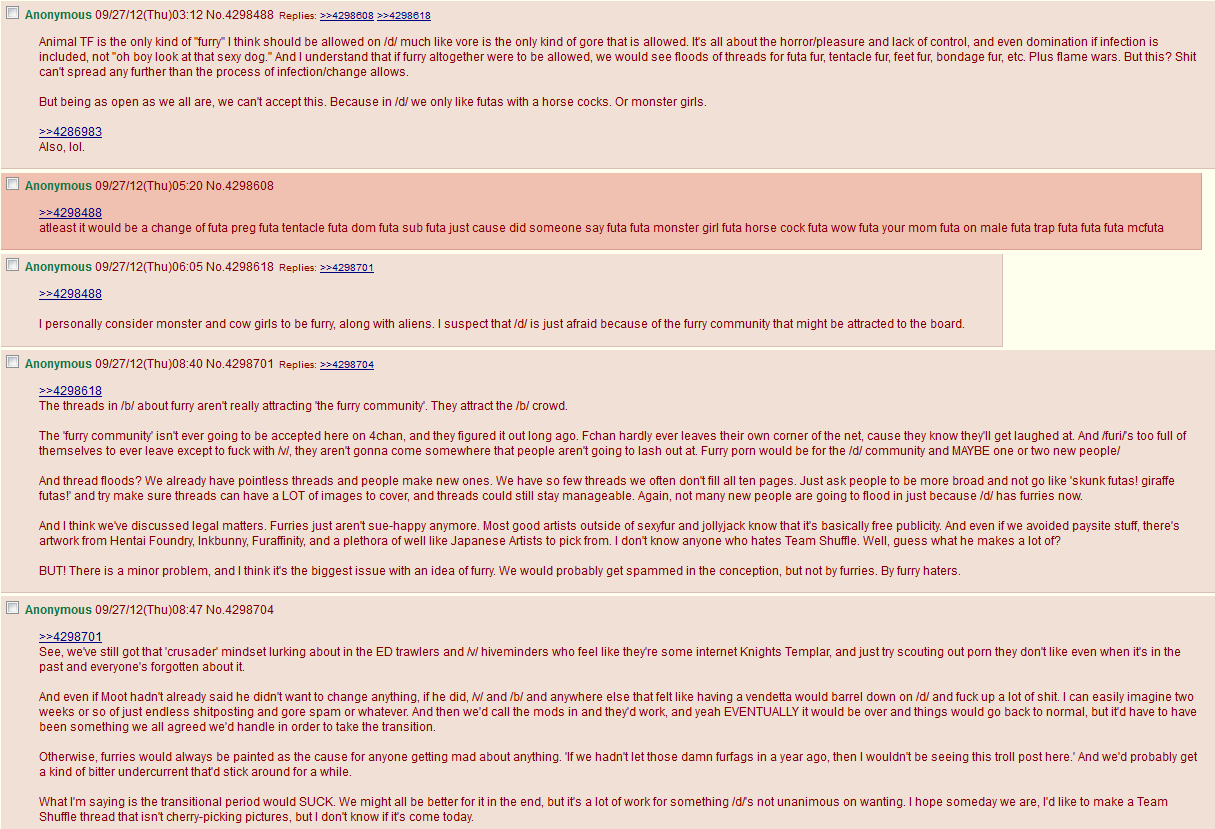 Anonymous 09/27/12(Thu)03:12 No.4298488 Replies: >>4298608 >>4298618
Animal TF is the only kind of "furry" I think should be allowed on /d/ much like vore is the only kind of gore that is allowed. It's all about the horror/pleasure and lack of control, and even domination if infection is
included, not "oh boy look at that sexy dog." And I understand that if furry altogether were to be allowed, we would see floods of threads for futa fur, tentacle fur, feet fur, bondage fur, etc. Plus flame wars. But this? Shit
can't spread any further than the process of infection/change allows.
But being as open as we all are, we can't accept this. Because in /d/ we only like futas with a horse cocks. Or monster girls.
>>4286983
Also, lol.
Anonymous 09/27/12(Thu)05:20 No.4298608
>>4298488
atleast it would be a change of futa preg futa tentacle futa dom futa sub futa just cause did someone say futa futa monster girl futa horse cock futa wow futa your mom futa on male futa trap futa futa futa mcfuta
Anonymous 09/27/12(Thu)06:05 No.4298618 Replies: >>4298701
>>4298488
I personally consider monster and cow girls to be furry, along with aliens. I suspect that /d/ is just afraid because of the furry community that might be attracted to the board.
Anonymous 09/27/12(Thu)08:40 No.4298701 Replies: >>4298704
>>4298618
The threads in /b/ about furry aren't really attracting 'the furry community'. They attract the /b/ crowd.
The 'furry community' isn't ever going to be accepted here on 4chan, and they figured it out long ago. Fchan hardly ever leaves their own corner of the net, cause they know they'll get laughed at. And /furi/'s too full of
themselves to ever leave except to fuck with /v/, they aren't gonna come somewhere that people aren't going to lash out at. Furry porn would be for the /d/ community and MAYBE one or two new people/
And thread floods? We already have pointless threads and people make new ones. We have so few threads we often don't fill all ten pages. Just ask people to be more broad and not go like 'skunk futas! giraffe
futas!' and try make sure threads can have a LOT of images to cover, and threads could still stay manageable. Again, not many new people are going to flood in just because /d/ has furries now.
And I think we've discussed legal matters. Furries just aren't sue-happy anymore. Most good artists outside of sexyfur and jollyjack know that it's basically free publicity. And even if we avoided paysite stuff, there's
artwork from Hentai Foundry, Inkbunny, Furaffinity, and a plethora of well like Japanese Artists to pick from. I don't know anyone who hates Team Shuffle. Well, guess what he makes a lot of?
BUT! There is a minor problem, and I think it's the biggest issue with an idea of furry. We would probably get spammed in the conception, but not by furries. By furry haters.
Anonymous 09/27/12(Thu)08:47 No.4298704
>>4298701
See, we've still got that 'crusader' mindset lurking about in the ED trawlers and /v/ hiveminders who feel like they're some internet Knights Templar, and just try scouting out porn they don't like even when it's in the
past and everyone's forgotten about it.
And even if Moot hadn't already said he didn't want to change anything, if he did, /v/ and /b/ and anywhere else that felt like having a vendetta would barrel down on /d/ and fuck up a lot of shit. I can easily imagine two
weeks or so of just endless shitposting and gore spam or whatever. And then we'd call the mods in and they'd work, and yeah EVENTUALLY it would be over and things would go back to normal, but it'd have to have
been something we all agreed we'd handle in order to take the transition.
Otherwise, furries would always be painted as the cause for anyone getting mad about anything. 'If we hadn't let those damn furfags in a year ago, then I wouldn't be seeing this troll post here.' And we'd probably get
a kind of bitter undercurrent that'd stick around for a while.
What I'm saying is the transitional period would SUCK. We might all be better for it in the end, but it's a lot of work for something /d/'s not unanimous on wanting. I hope someday we are, I'd like to make a Team
Shuffle thread that isn't cherry-picking pictures, but I don't know if it's come today.